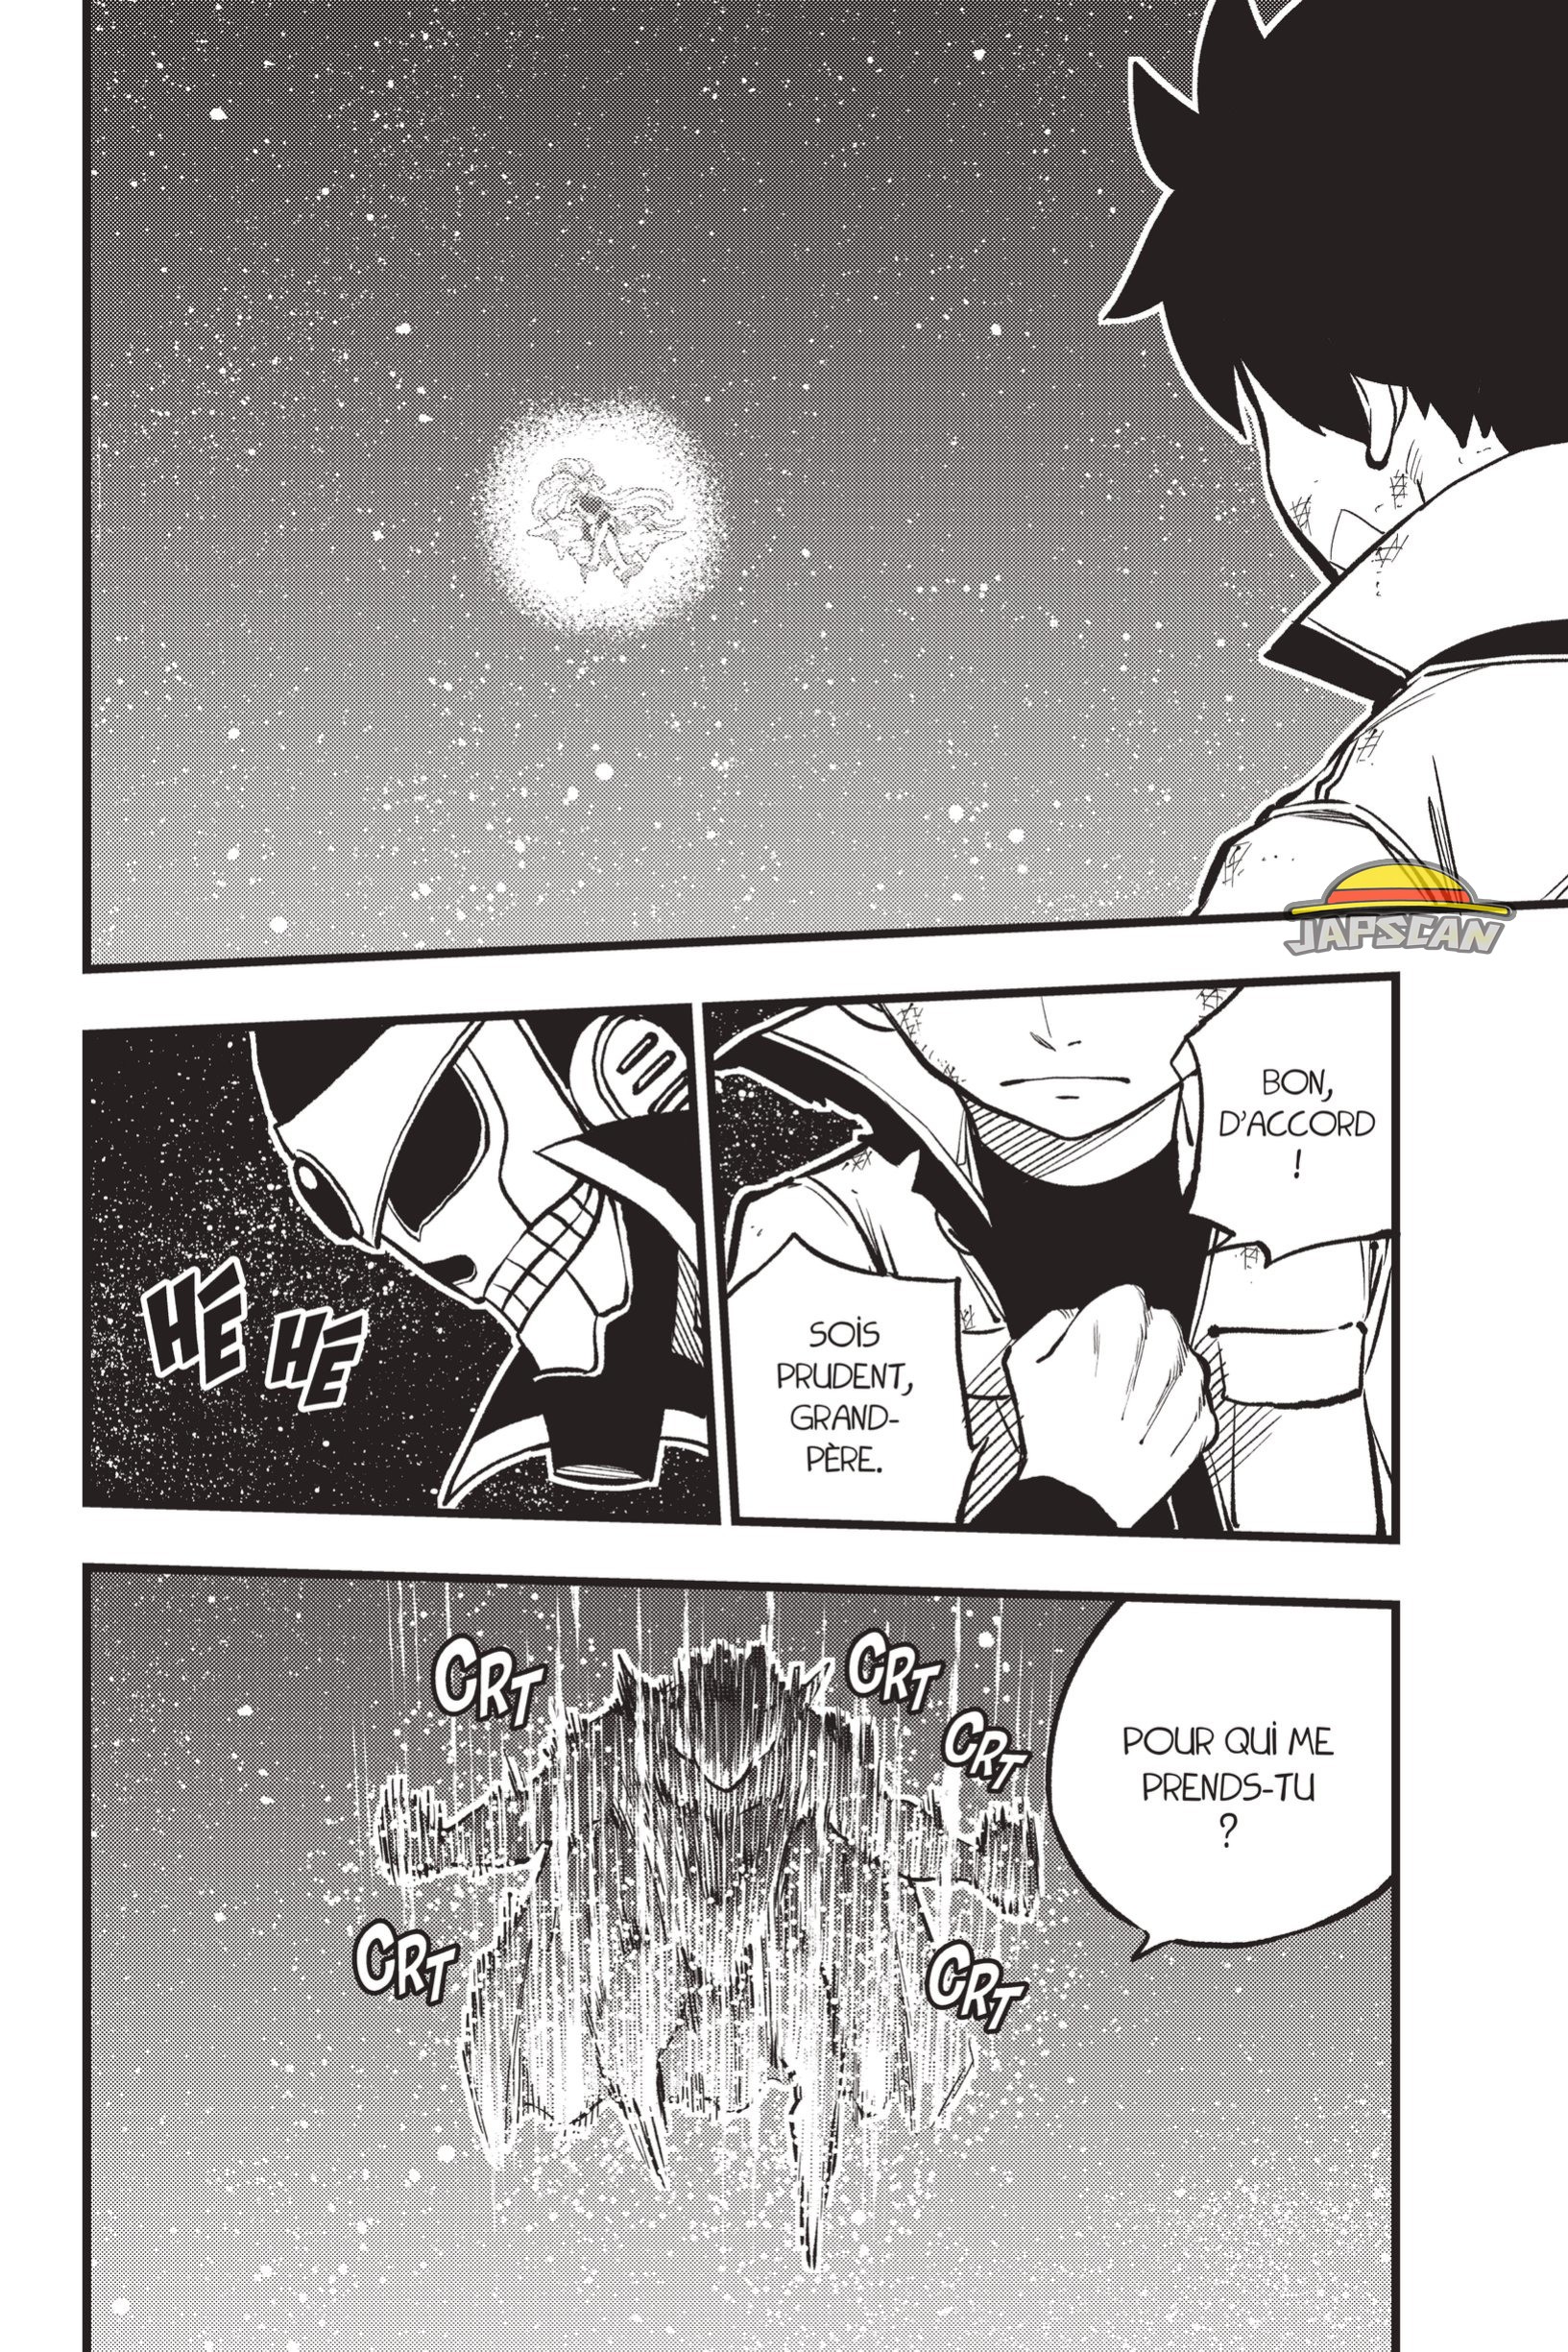 JAPSCAN
BON,
D'ACCORD
!
SOIS
PRUDENT,
GRAND-
PÈRE.
HÉ
HÉ
POUR QUI ME
PRENDS-TU
?
CRT
CRT
CRT
CRT
CRT